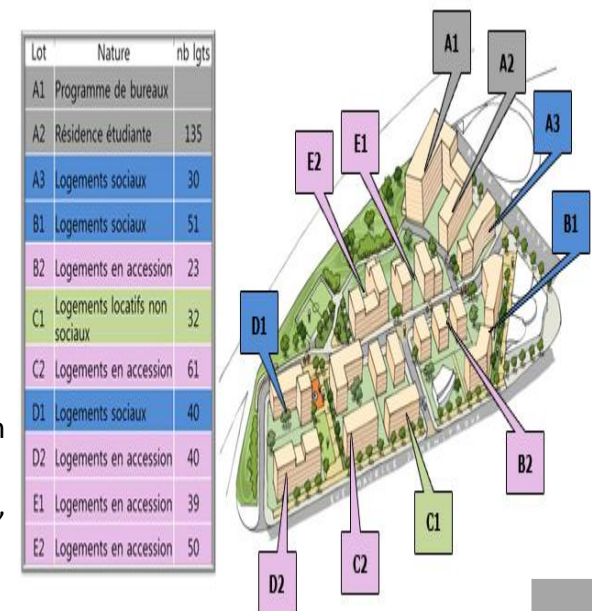 Lot Nature nb lgts
A1 Programme de bureaux
A2 Résidence étudiante 135
A3 Logements sociaux 30
B1 Logements sociaux 51
B2 Logements en accession 23
C1 Logements locatifs non
sociaux 32
C2 Logements en accession 61
D1 Logements sociaux 40
D2 Logements en accession 40
E1 Logements en accession 39
E2 Logements en accession 50
n
,
A1
A2
A3
E1
E2
B1
D1
B2
C1
C2
D2